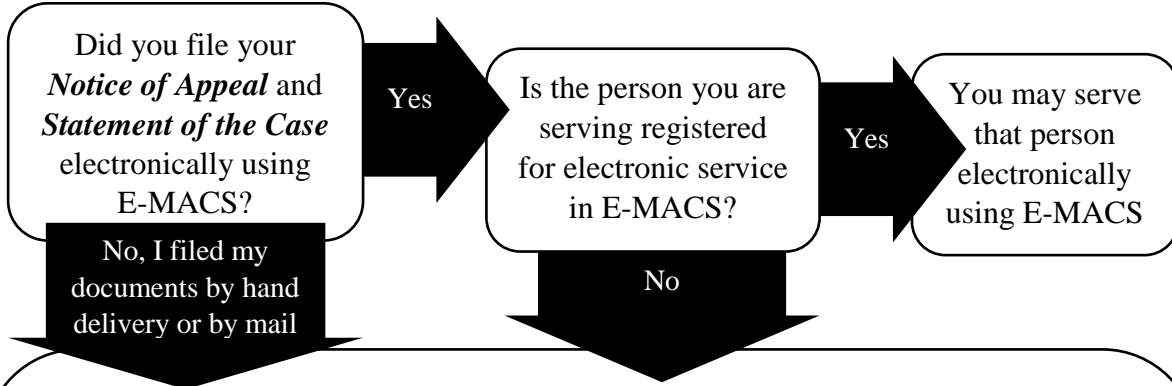 Did you file your
Notice of Appeal and
Statement of the Case
electronically using
E-MACS?
Yes
Is the person you are
serving registered
for electronic service
in E-MACS?
Yes
You may serve
that person
electronically
using E-MACS
No, I filed my
documents by hand
delivery or by mail
No